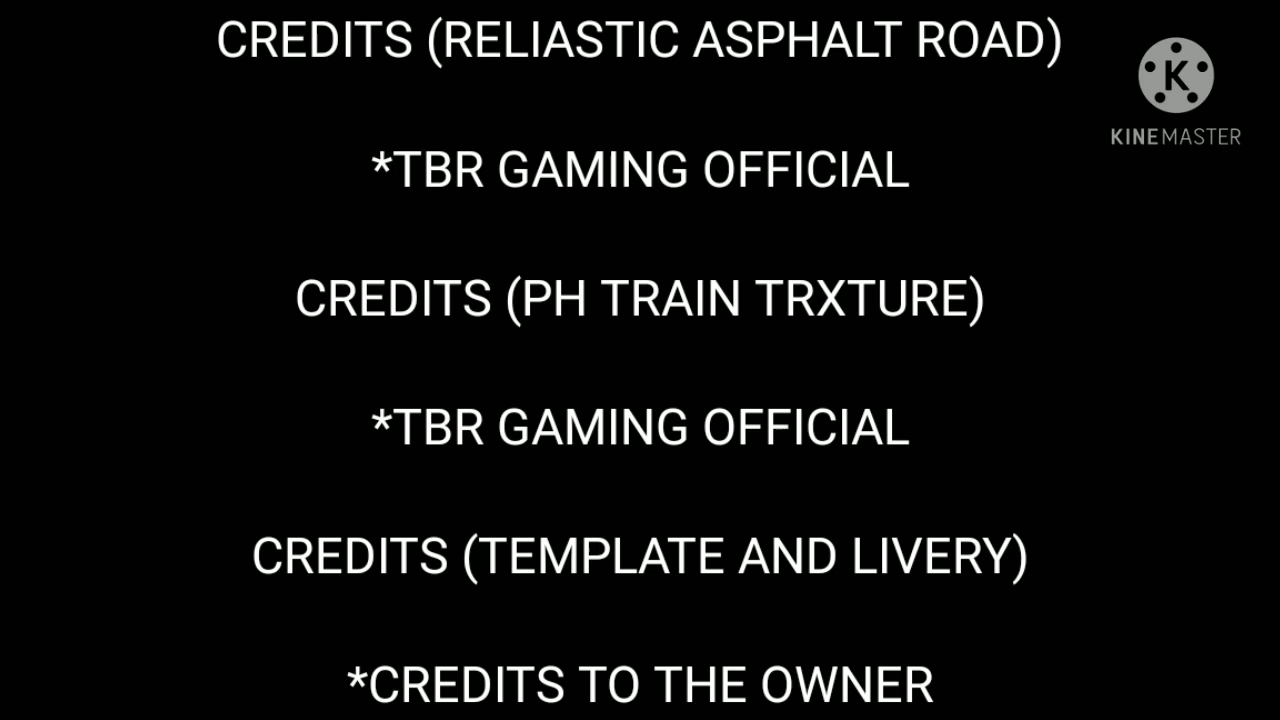 CREDITS (RELIASTIC ASPHALT ROAD)
K
KINEMASTER
*TBR GAMING OFFICIAL
CREDITS (PH TRAIN TRXTURE)
*TBR GAMING OFFICIAL
CREDITS (TEMPLATE AND LIVERY)
*CREDITS TO THE OWNER